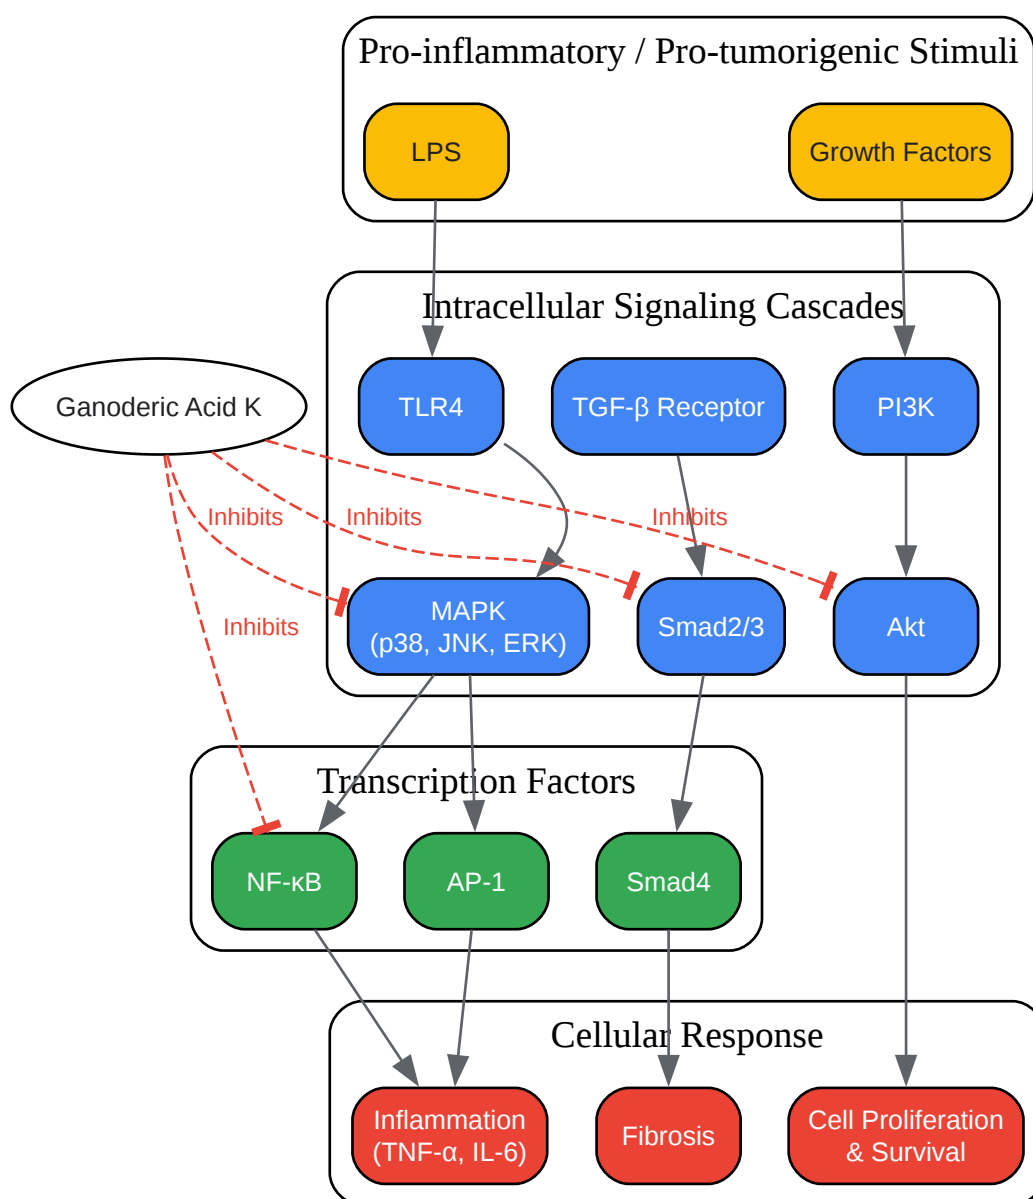 Pro-inflammatory / Pro-tumorigenic Stimuli
LPS
Growth Factors
Intracellular Signaling Cascades
Ganoderic Acid K
TLR4
TGF-β Receptor
PI3K
Inhibits
Inhibits
Inhibits
Inhibits
MAPK
(p38, JNK, ERK)
Smad2/3
Akt
Transcription Factors
NF-κB
AP-1
Smad4
Cellular Response
Inflammation
(TNF-α, IL-6)
Fibrosis
Cell Proliferation
& Survival